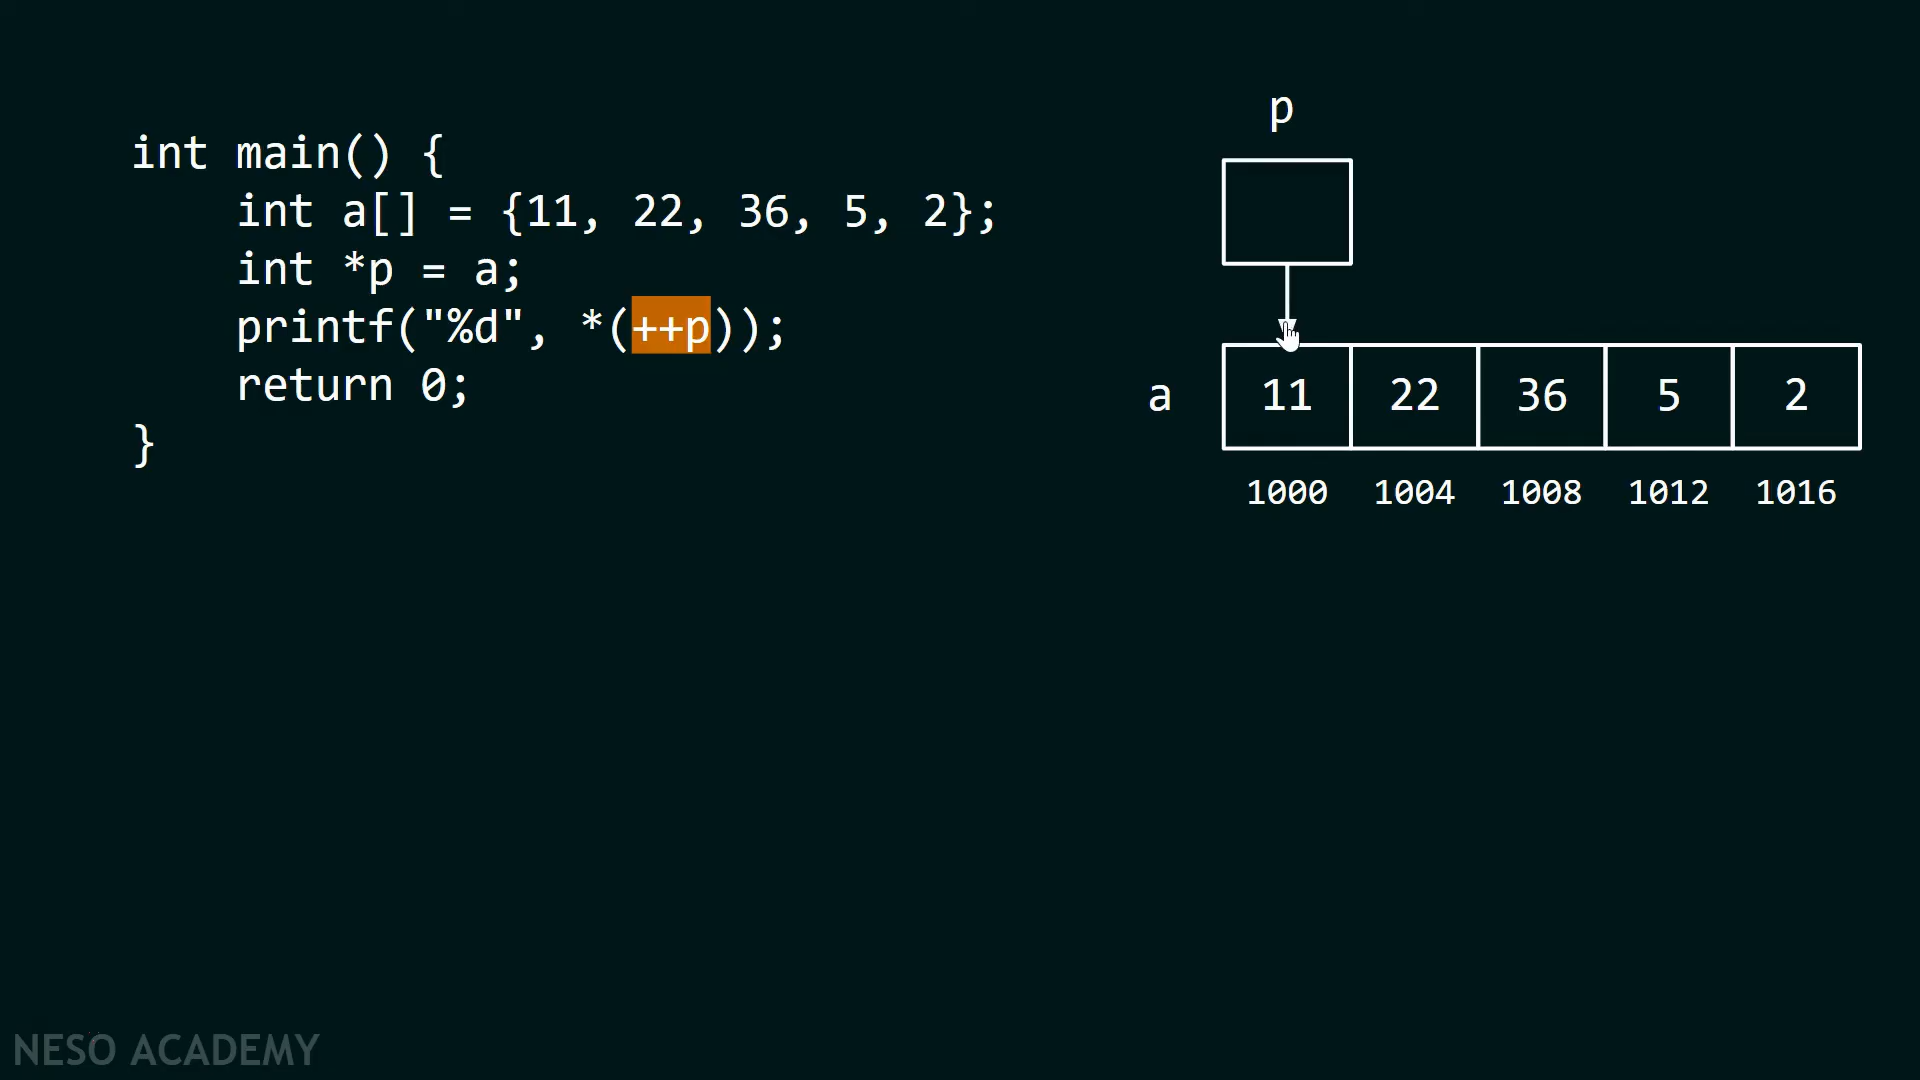 int main() {
int a[] = {11, 22, 36, 5, 2};
int *p = a;
printf("%d", *(++p));
return 0;
}
p
a 11 22 36 5 2
1000 1004 1008 1012 1016
NESO ACADEMY